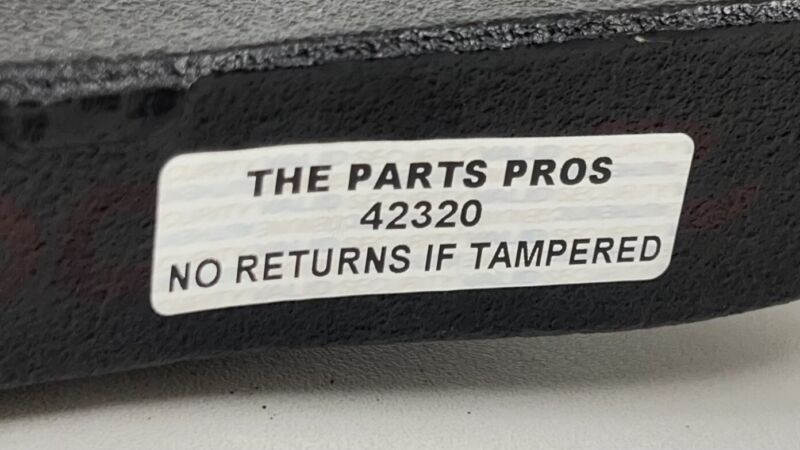 THE PARTS PROS
42320
NO RETURNS IF TAMPERED